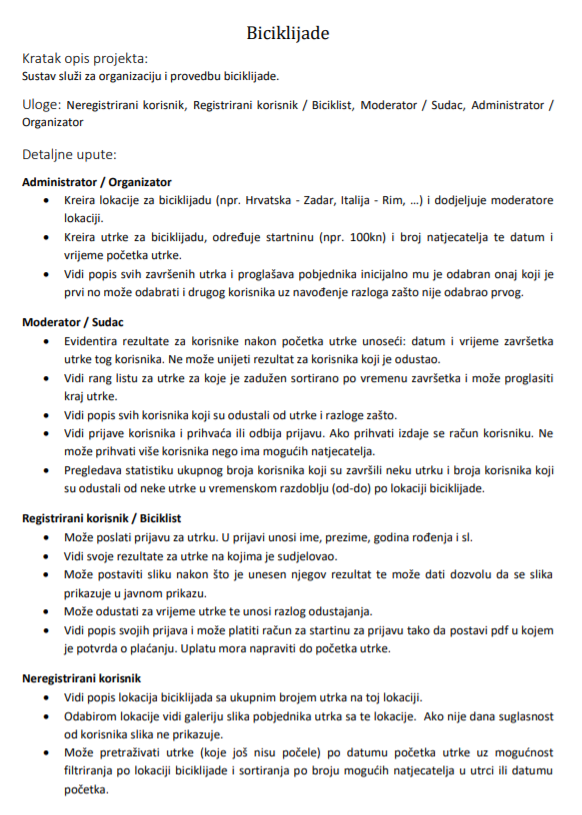 Biciklijade
Kratak opis projekta:
Sustav služi za organizaciju i provedbu biciklijade.
Uloge: Neregistrirani korisnik, Registrirani korisnik / Biciklist, Moderator / Sudac, Administrator /
Organizator
Detaljne upute:
Administrator / Organizator
• Kreira lokacije za biciklijadu (npr. Hrvatska - Zadar, Italija - Rim, …) i dodjeljuje moderatore
lokaciji.
• Kreira utrke za biciklijadu, određuje startninu (npr. 100kn) i broj natjecatelja te datum i
vrijeme početka utrke.
• Vidi popis svih završenih utrka i proglašava pobjednika inicijalno mu je odabran onaj koji je
prvi no može odabrati i drugog korisnika uz navođenje razloga zašto nije odabrao prvog.
Moderator / Sudac
• Evidentira rezultate za korisnike nakon početka utrke unoseći: datum i vrijeme završetka
utrke tog korisnika. Ne može unijeti rezultat za korisnika koji je odustao.
• Vidi rang listu za utrke za koje je zadužen sortirano po vremenu završetka i može proglasiti
kraj utrke.
• Vidi popis svih korisnika koji su odustali od utrke i razloge zašto.
• Vidi prijave korisnika i prihvaća ili odbija prijavu. Ako prihvati izdaje se račun korisniku. Ne
može prihvati više korisnika nego ima mogućih natjecatelja.
• Pregledava statistiku ukupnog broja korisnika koji su završili neku utrku i broja korisnika koji
su odustali od neke utrke u vremenskom razdoblju (od-do) po lokaciji biciklijade.
Registrirani korisnik / Biciklist
• Može poslati prijavu za utrku. U prijavi unosi ime, prezime, godina rođenja i sl.
• Vidi svoje rezultate za utrke na kojima je sudjelovao.
• Može postaviti sliku nakon što je unesen njegov rezultat te može dati dozvolu da se slika
prikazuje u javnom prikazu.
• Može odustati za vrijeme utrke te unosi razlog odustajanja.
• Vidi popis svojih prijava i može platiti račun za startinu za prijavu tako da postavi pdf u kojem
je potvrda o plaćanju. Uplatu mora napraviti do početka utrke.
Neregistrirani korisnik
• Vidi popis lokacija biciklijada sa ukupnim brojem utrka na toj lokaciji.
• Odabirom lokacije vidi galeriju slika pobjednika utrka sa te lokacije. Ako nije dana suglasnost
od korisnika slika ne prikazuje.
• Može pretraživati utrke (koje još nisu počele) po datumu početka utrke uz mogućnost
filtriranja po lokaciji biciklijade i sortiranja po broju mogućih natjecatelja u utrci ili datumu
početka.